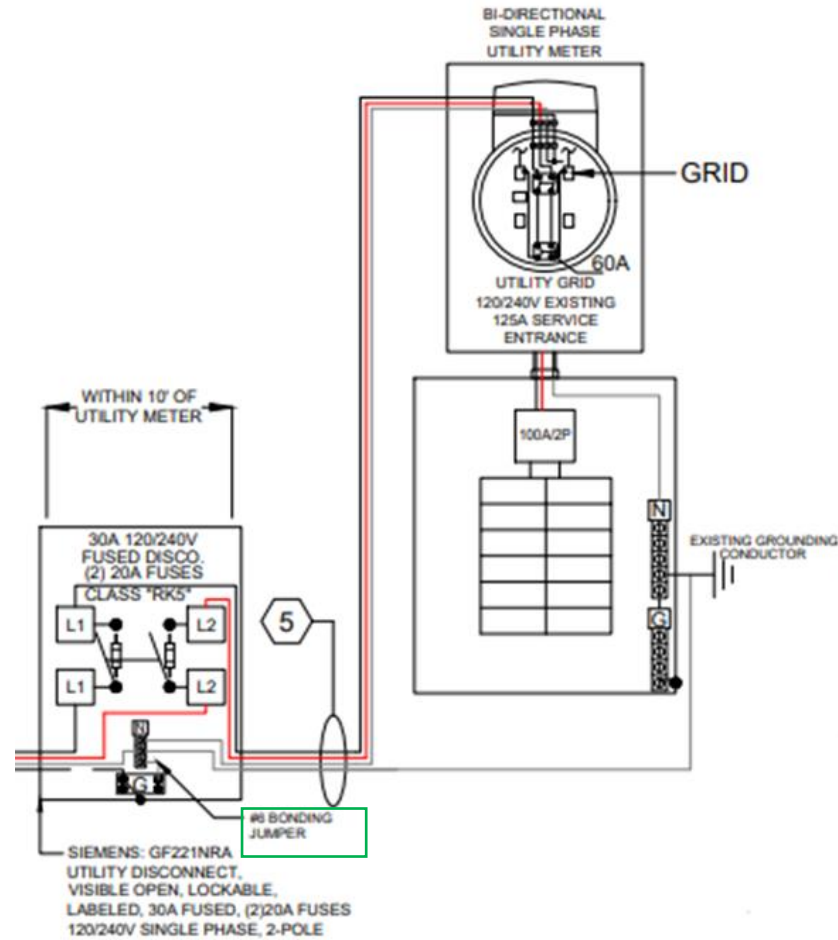 BI-DIRECTIONAL
SINGLE PHASE
UTILITY METER
GRID
60A
UTILITY GRID
120/240V EXISTING
125A SERVICE
ENTRANCE
WITHIN 10' OF
UTILITY METER
100A/2P
N
EXISTING GROUNDING
CONDUCTOR
G
N
30A 120/240V
FUSED DISCO.
(2) 20A FUSES
CLASS "RK5"
L1
L2
5
L1
L2
N
G
#6 BONDING
JUMPER
SIEMENS: GF221NRA
UTILITY DISCONNECT,
VISIBLE OPEN, LOCKABLE,
LABELED, 30A FUSED, (2)20A FUSES
120/240V SINGLE PHASE, 2-POLE